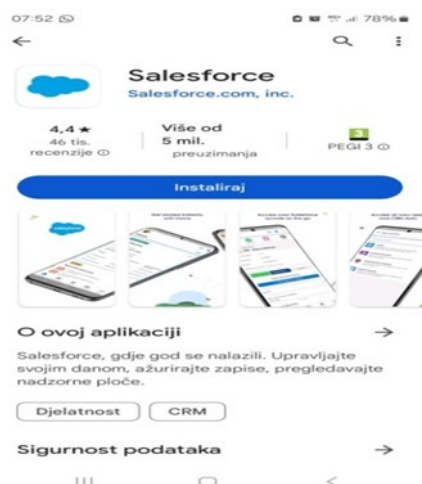 07:52
78%
Salesforce
Salesforce.com, inc.
4,4★
46 tis.
recenzije
Više od
5 mil.
preuzimanja
3
PEGI 3
Instaliraj
salesforce
O ovoj aplikaciji
Salesforce, gdje god se nalazili. Upravljajte
svojim danom, ažurirajte zapise, pregledavajte
nadzorne ploče.
Djelatnost
CRM
Sigurnost podataka